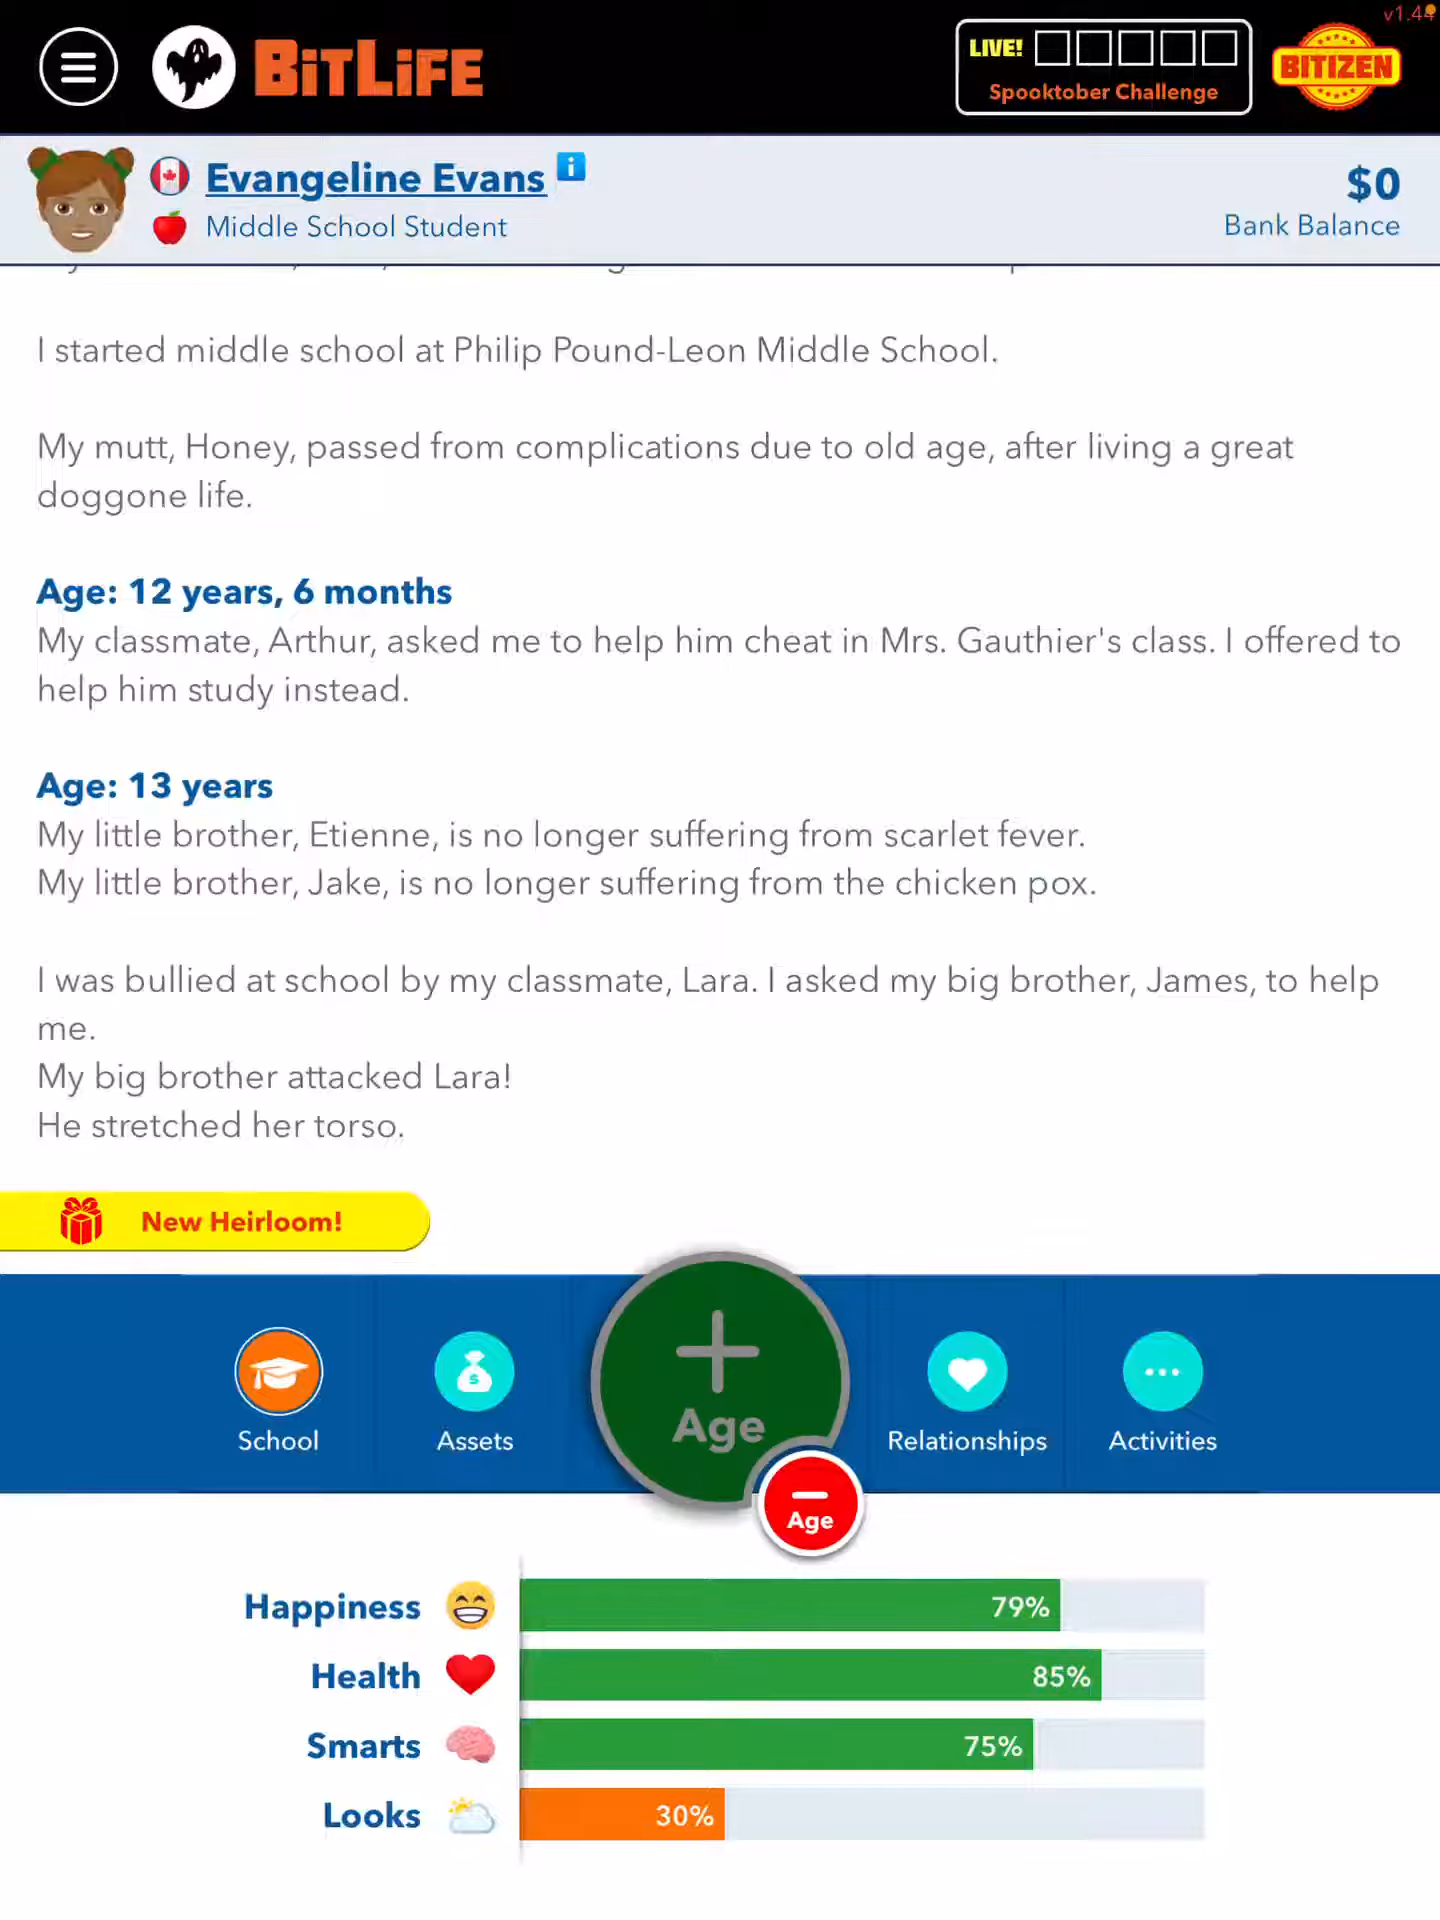 v1.44
BITLIFE
LIVE!
Spooktober Challenge
BITIZEN
Evangeline Evans
i
$0
Middle School Student
Bank Balance
I started middle school at Philip Pound-Leon Middle School.
My mutt, Honey, passed from complications due to old age, after living a great
doggone life.
Age: 12 years, 6 months
My classmate, Arthur, asked me to help him cheat in Mrs. Gauthier's class. I offered to
help him study instead.
Age: 13 years
My little brother, Etienne, is no longer suffering from scarlet fever.
My little brother, Jake, is no longer suffering from the chicken pox.
I was bullied at school by my classmate, Lara. I asked my big brother, James, to help
me.
My big brother attacked Lara!
He stretched her torso.
New Heirloom!
School
Assets
Age
Relationships
Activities
Age
Happiness 79%
Health 85%
Smarts 75%
Looks 30%